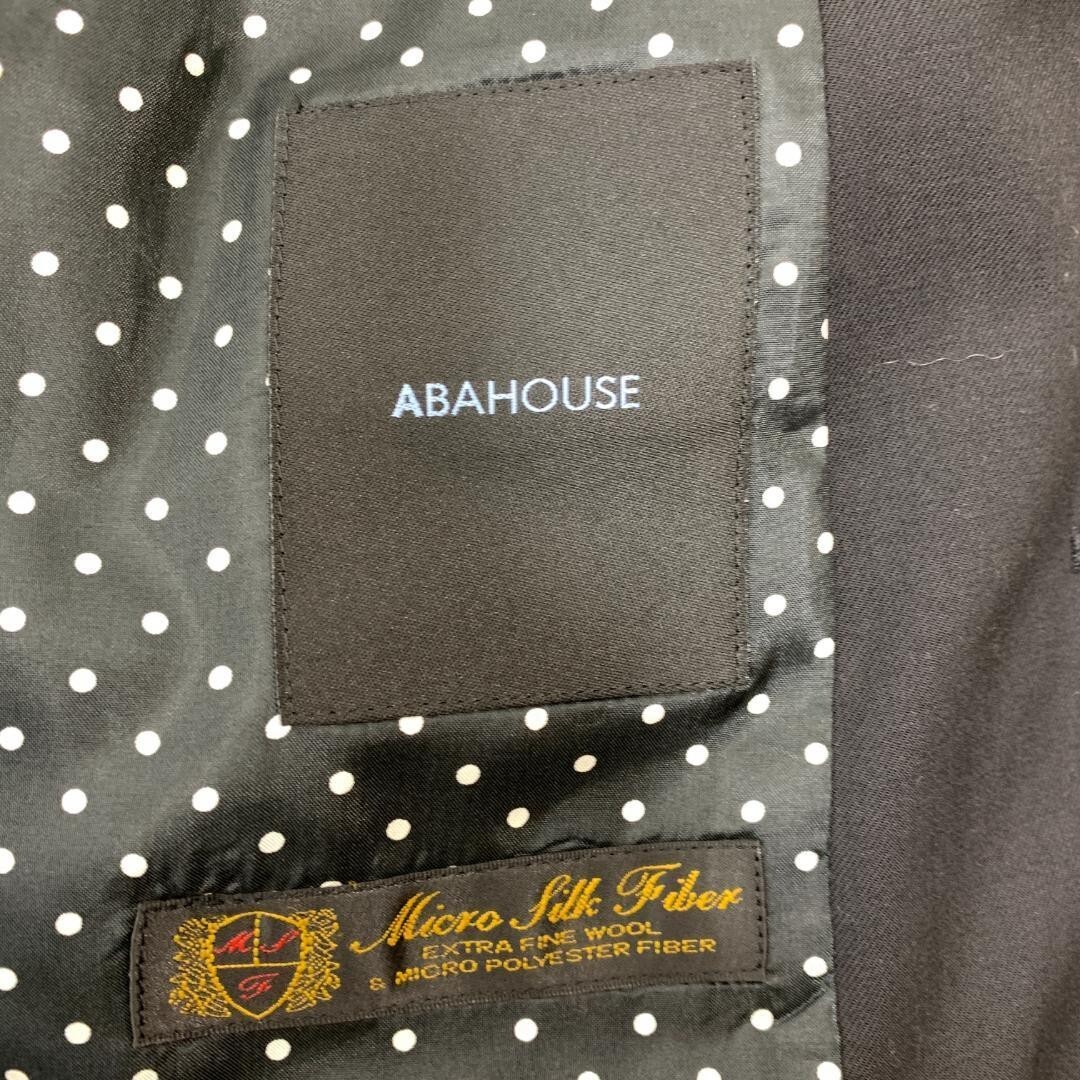 ABAHOUSE
M S
F
Micro Silk Fiber
EXTRA FINE WOOL
& MICRO POLYESTER FIBER